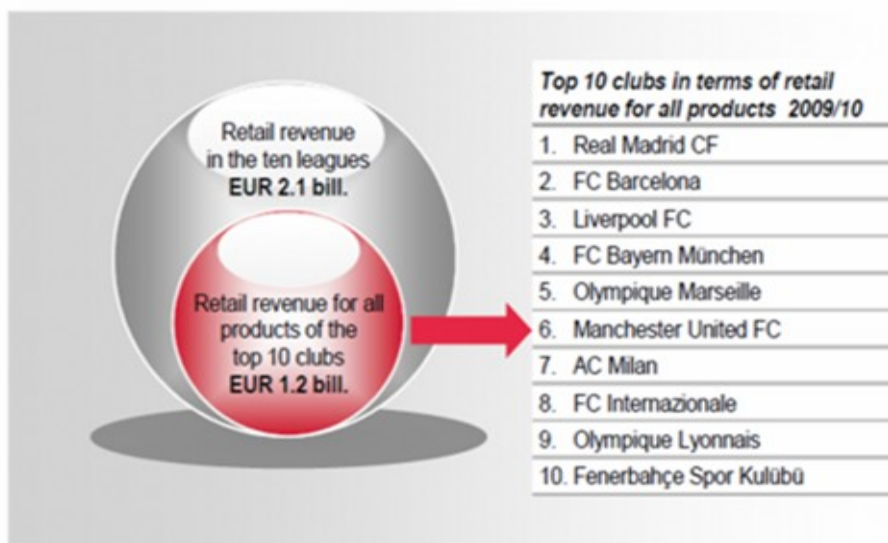 Retail revenue
in the ten leagues
EUR 2.1 bill.
Retail revenue for all
products of the
top 10 clubs
EUR 1.2 bill.
Top 10 clubs in terms of retail
revenue for all products 2009/10
1. Real Madrid CF
2. FC Barcelona
3. Liverpool FC
4. FC Bayern München
5. Olympique Marseille
6. Manchester United FC
7. AC Milan
8. FC Internazionale
9. Olympique Lyonnais
10. Fenerbahçe Spor Kulübü